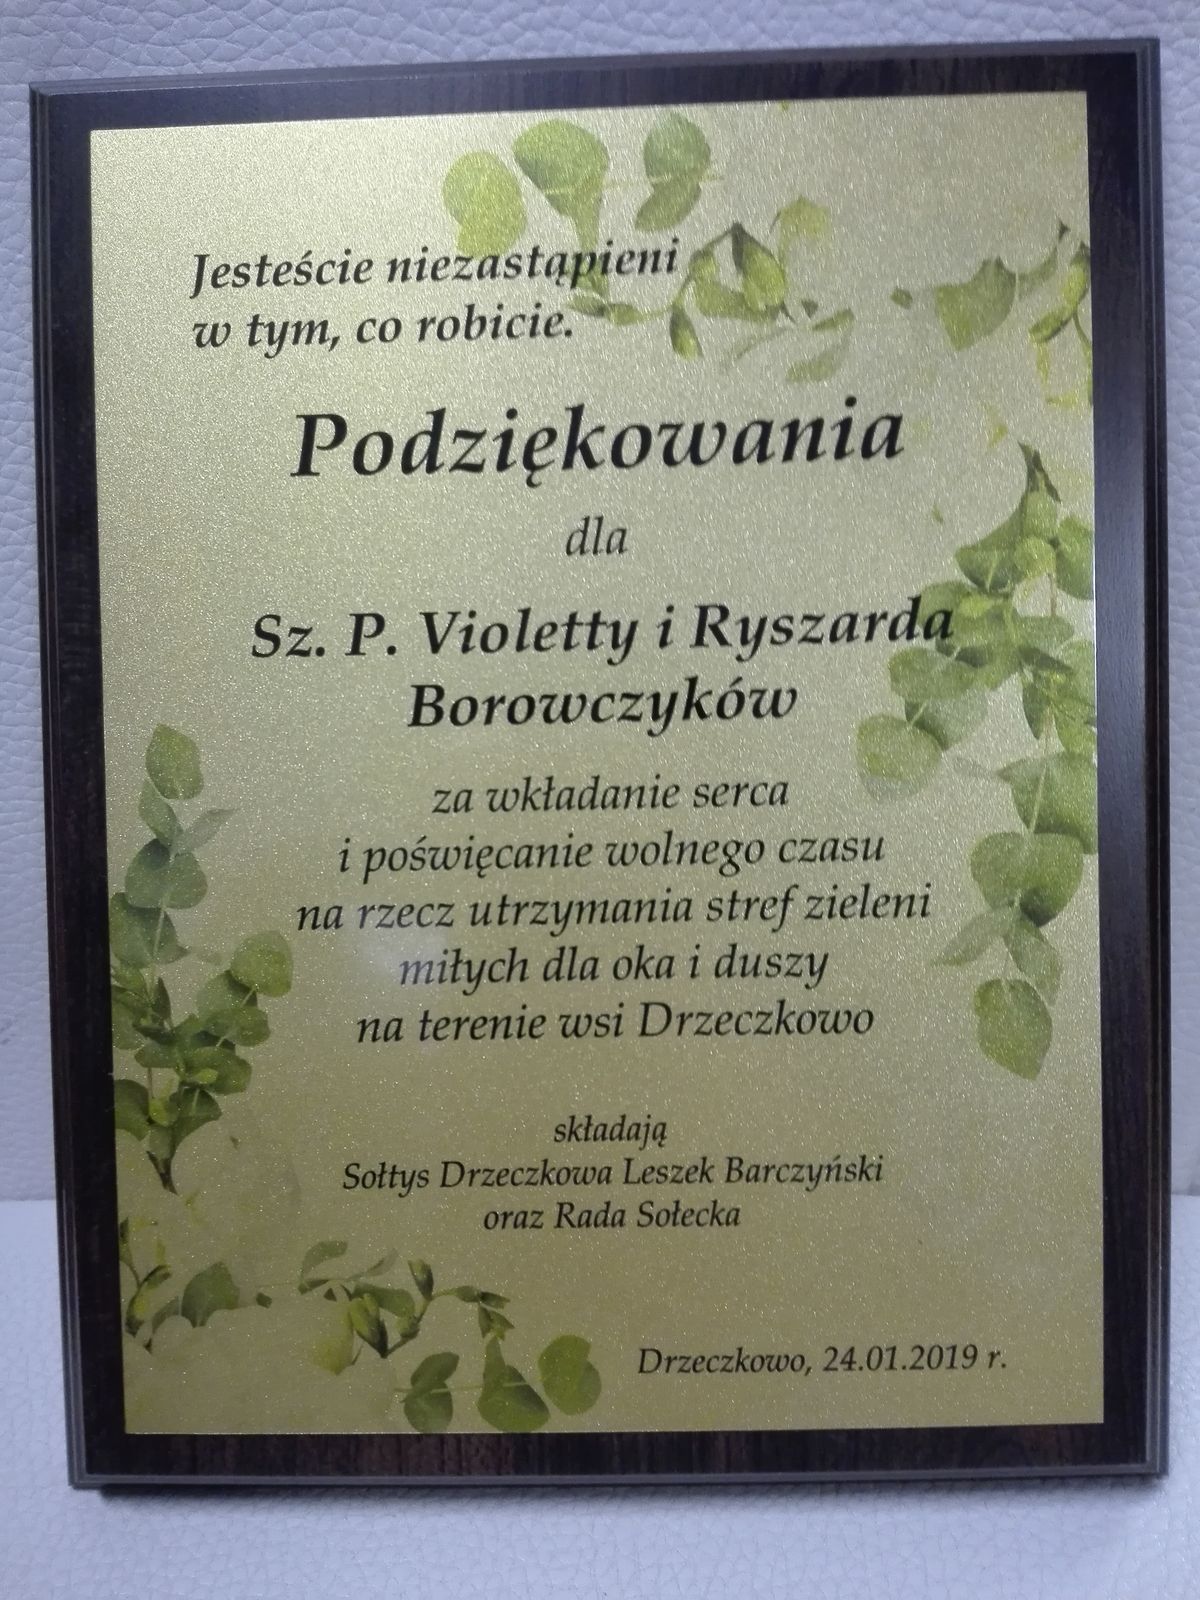 Jesteście niezastąpieni
w tym, co robicie.
Podziękowania
dla
Sz. P. Violetty i Ryszarda
Borowczyków
za wkładanie serca
i poświęcanie wolnego czasu
na rzecz utrzymania stref zieleni
miłych dla oka i duszy
na terenie wsi Drzeczkowo
składają
Sołtys Drzeczkowa Leszek Barczyński
oraz Rada Sołecka
Drzeczkowo, 24.01.2019 r.